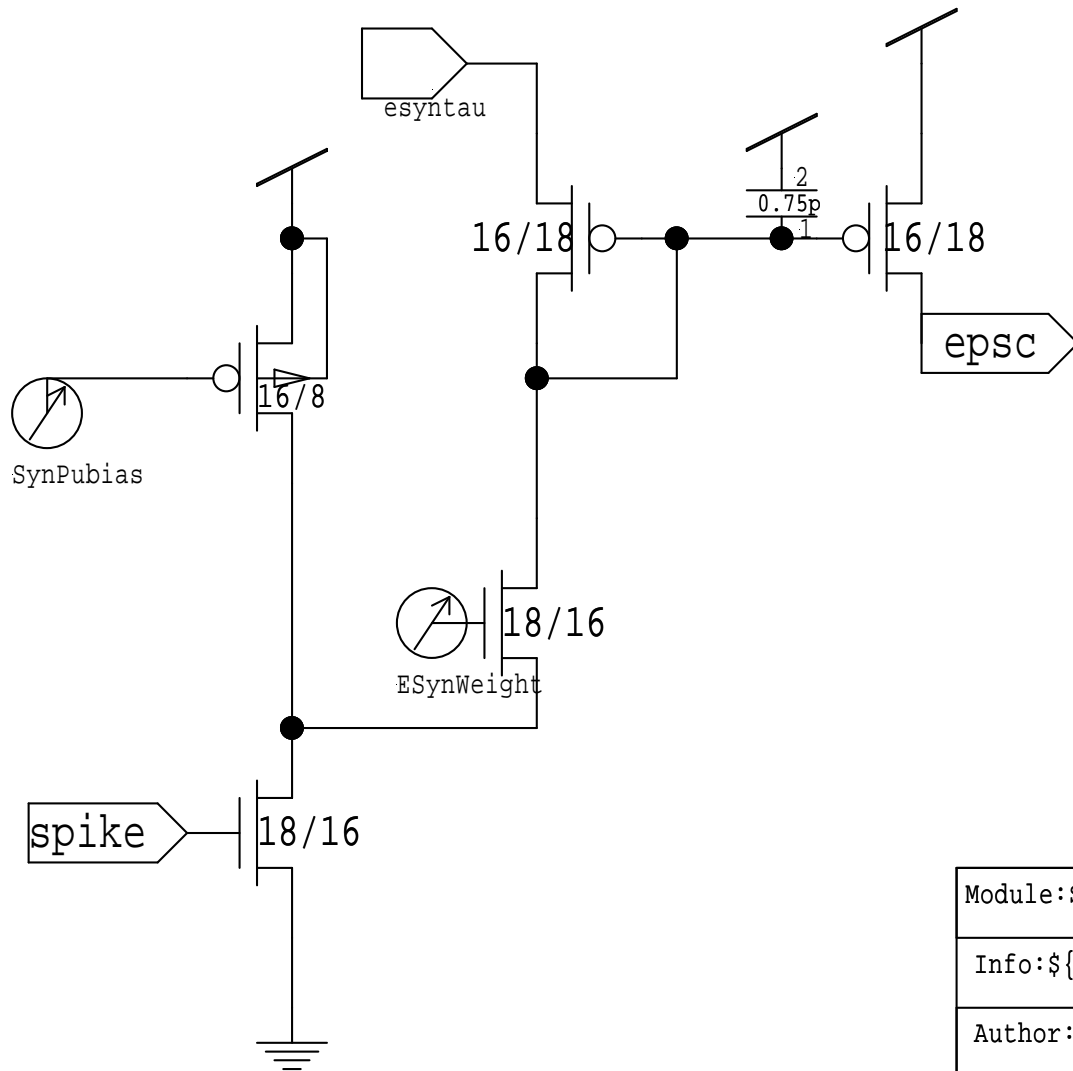 esyntau
2
0.75p
1
16/18
16/18
epsc
16/8
SynPubias
18/16
ESynWeight
spike
18/16
Module:$
Info:${
Author: